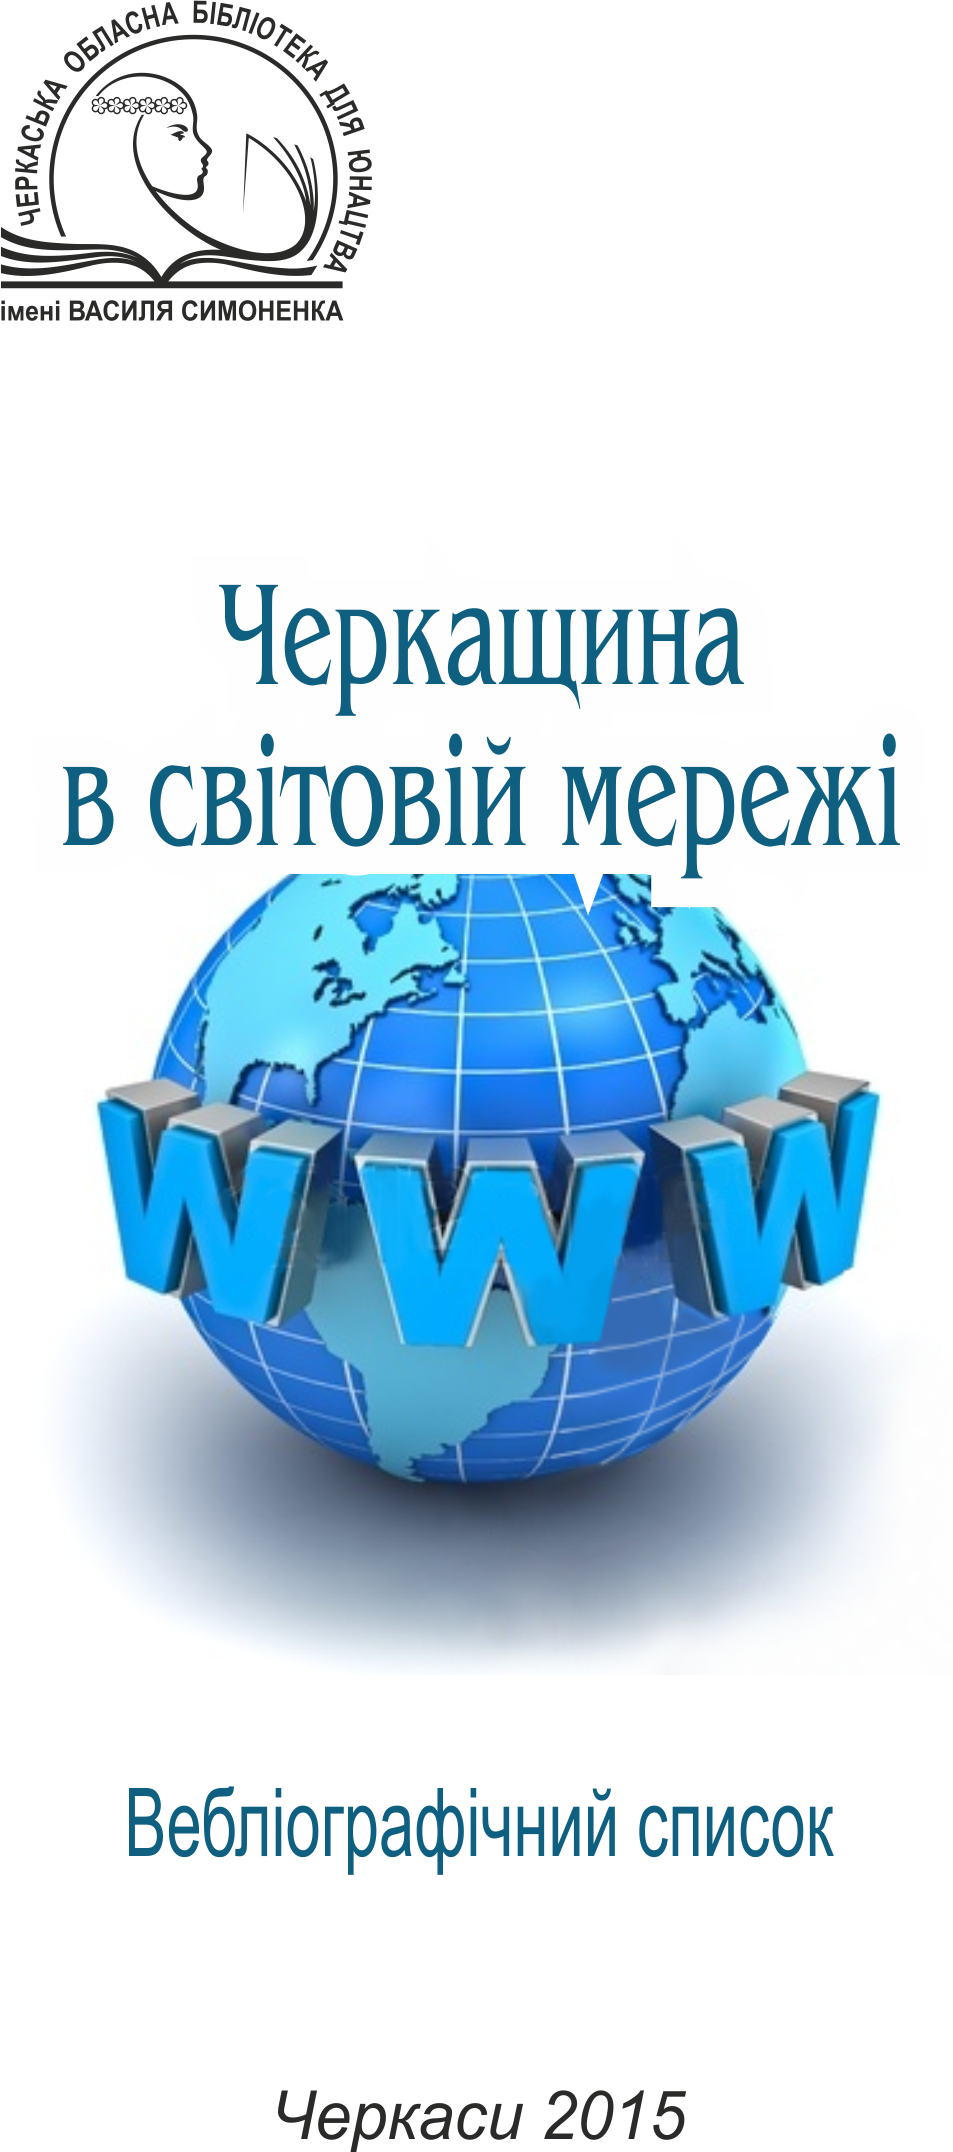 ЧЕРКАСЬКА ОБЛАСНА БІБЛІОТЕКА ДЛЯ ЮНАЦТВА
імені ВАСИЛЯ СИМОНЕНКА
Черкащина
в світовій мережі
WWW
Вебліографічний список
Черкаси 2015